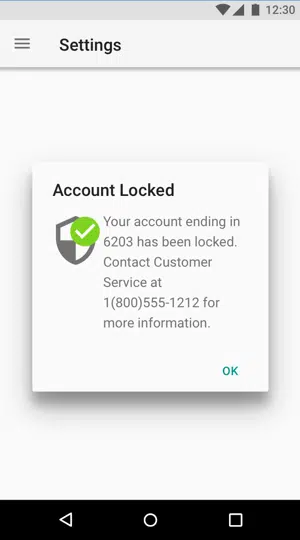 12:30
Settings
Account Locked
Your account ending in
6203 has been locked.
Contact Customer
Service at
1(800)555-1212 for
more information.
OK